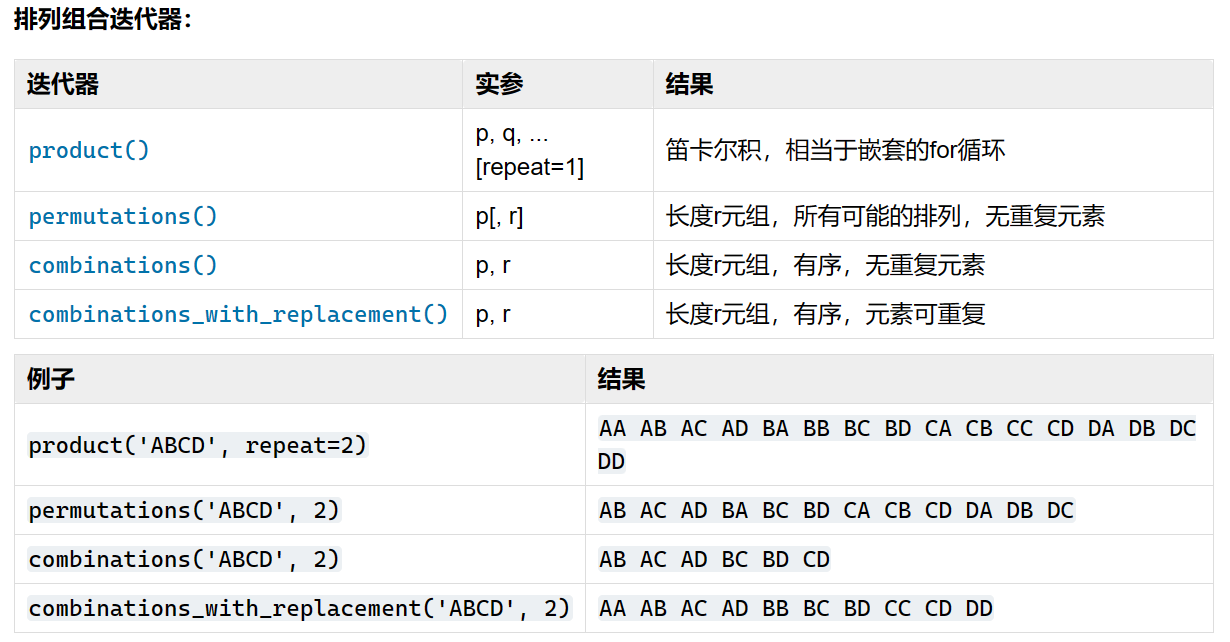 排列组合迭代器：
迭代器 实参 结果
product() p, q, ... [repeat=1] 笛卡尔积，相当于嵌套的for循环
permutations() p[, r] 长度r元组，所有可能的排列，无重复元素
combinations() p, r 长度r元组，有序，无重复元素
combinations_with_replacement() p, r 长度r元组，有序，元素可重复
例子 结果
product('ABCD', repeat=2) AA AB AC AD BA BB BC BD CA CB CC CD DA DB DC
DD
permutations('ABCD', 2) AB AC AD BA BC BD CA CB CD DA DB DC
combinations('ABCD', 2) AB AC AD BC BD CD
combinations_with_replacement('ABCD', 2) AA AB AC AD BB BC BD CC CD DD